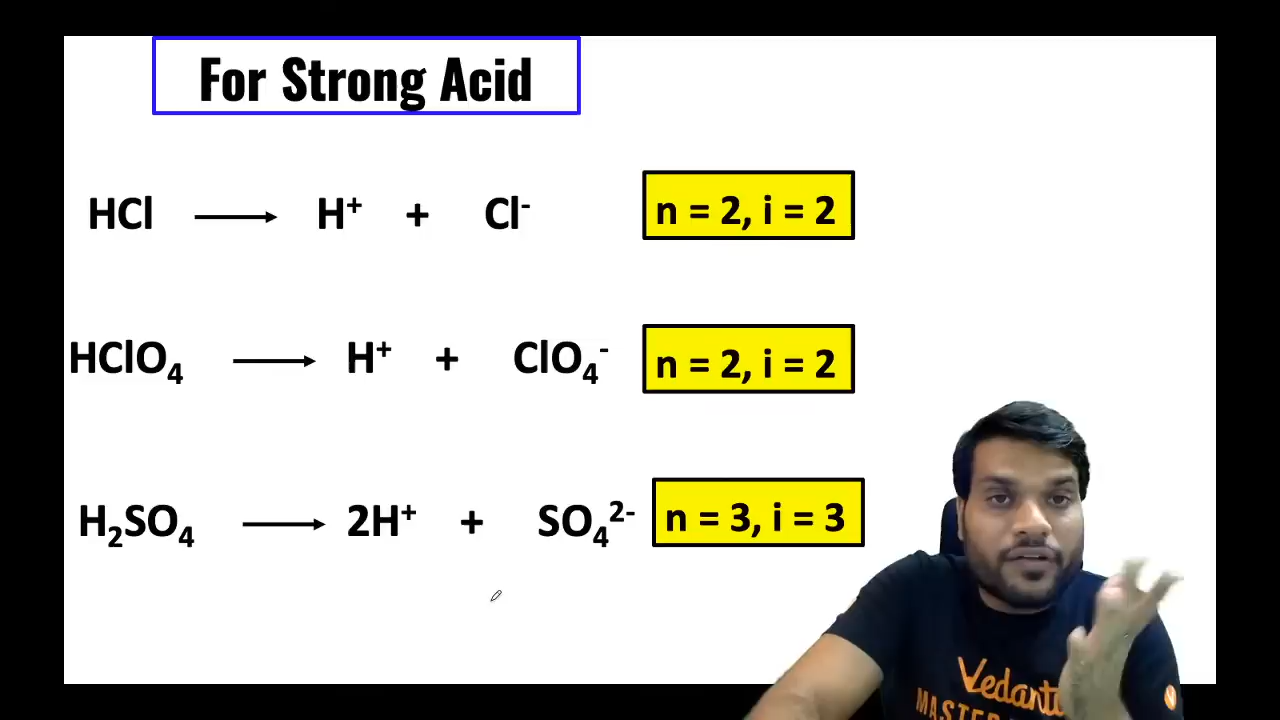 For Strong Acid
HCl ⟶ H⁺ + Cl⁻ n = 2, i = 2
HClO₄ ⟶ H⁺ + ClO₄⁻ n = 2, i = 2
H₂SO₄ ⟶ 2H⁺ + SO₄²⁻ n = 3, i = 3